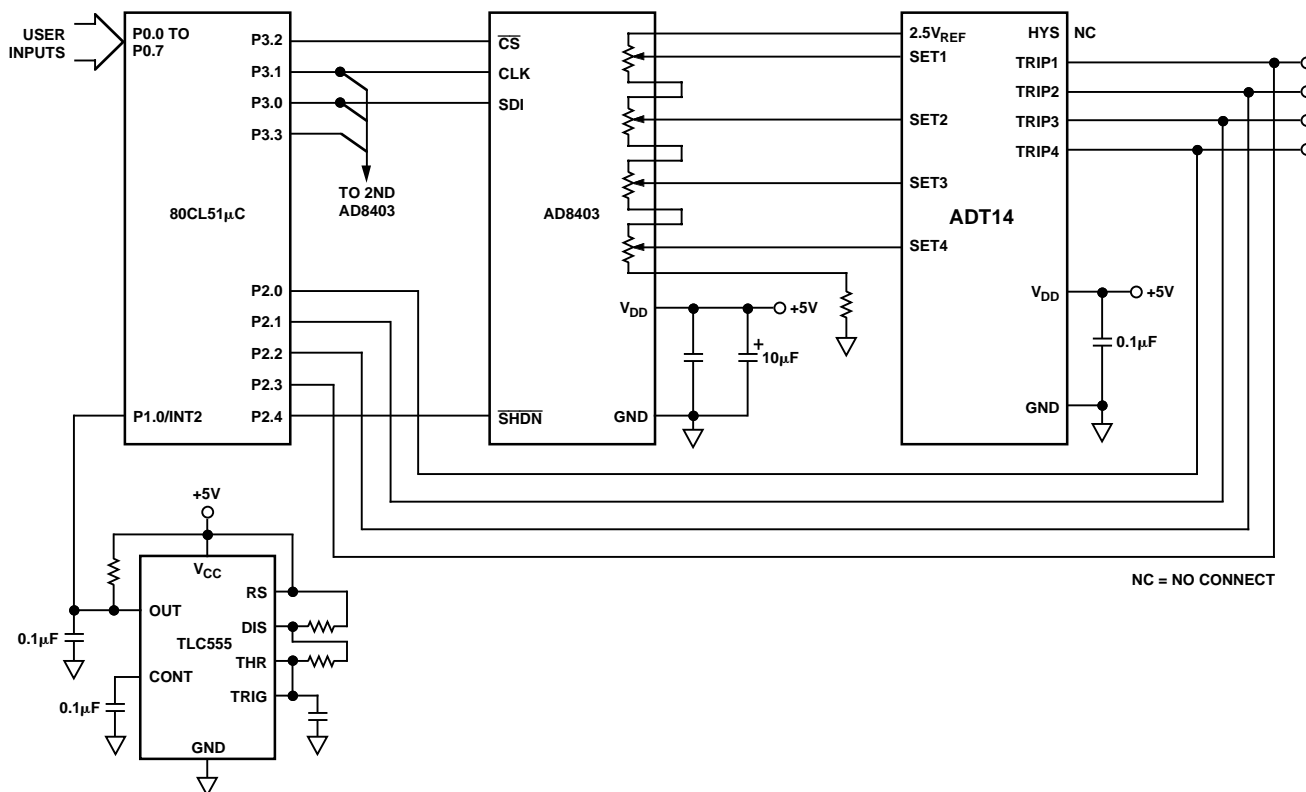 USER
INPUTS
P0.0 TO
P0.7
P3.2
P3.1
P3.0
P3.3
80CL51μC
P2.0
P2.1
P2.2
P2.3
P1.0/INT2
P2.4
TO 2ND
AD8403
CS
CLK
SDI
AD8403
VDD
GND
SHDN
+5V
+
10μF
2.5VREF
SET1
SET2
SET3
SET4
HYS
NC
TRIP1
TRIP2
TRIP3
TRIP4
ADT14
VDD
+5V
0.1μF
GND
NC = NO CONNECT
+5V
VCC
RS
OUT
DIS
0.1μF
TLC555
THR
CONT
TRIG
0.1μF
GND